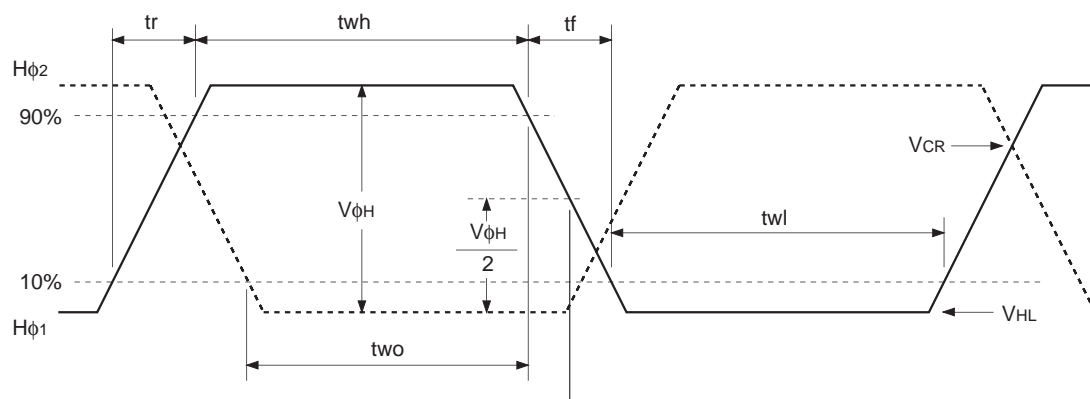 tr twh tf
Hϕ2
90%
VCR
VϕH
VϕH
2
twl
10%
Hϕ1
VHL
two